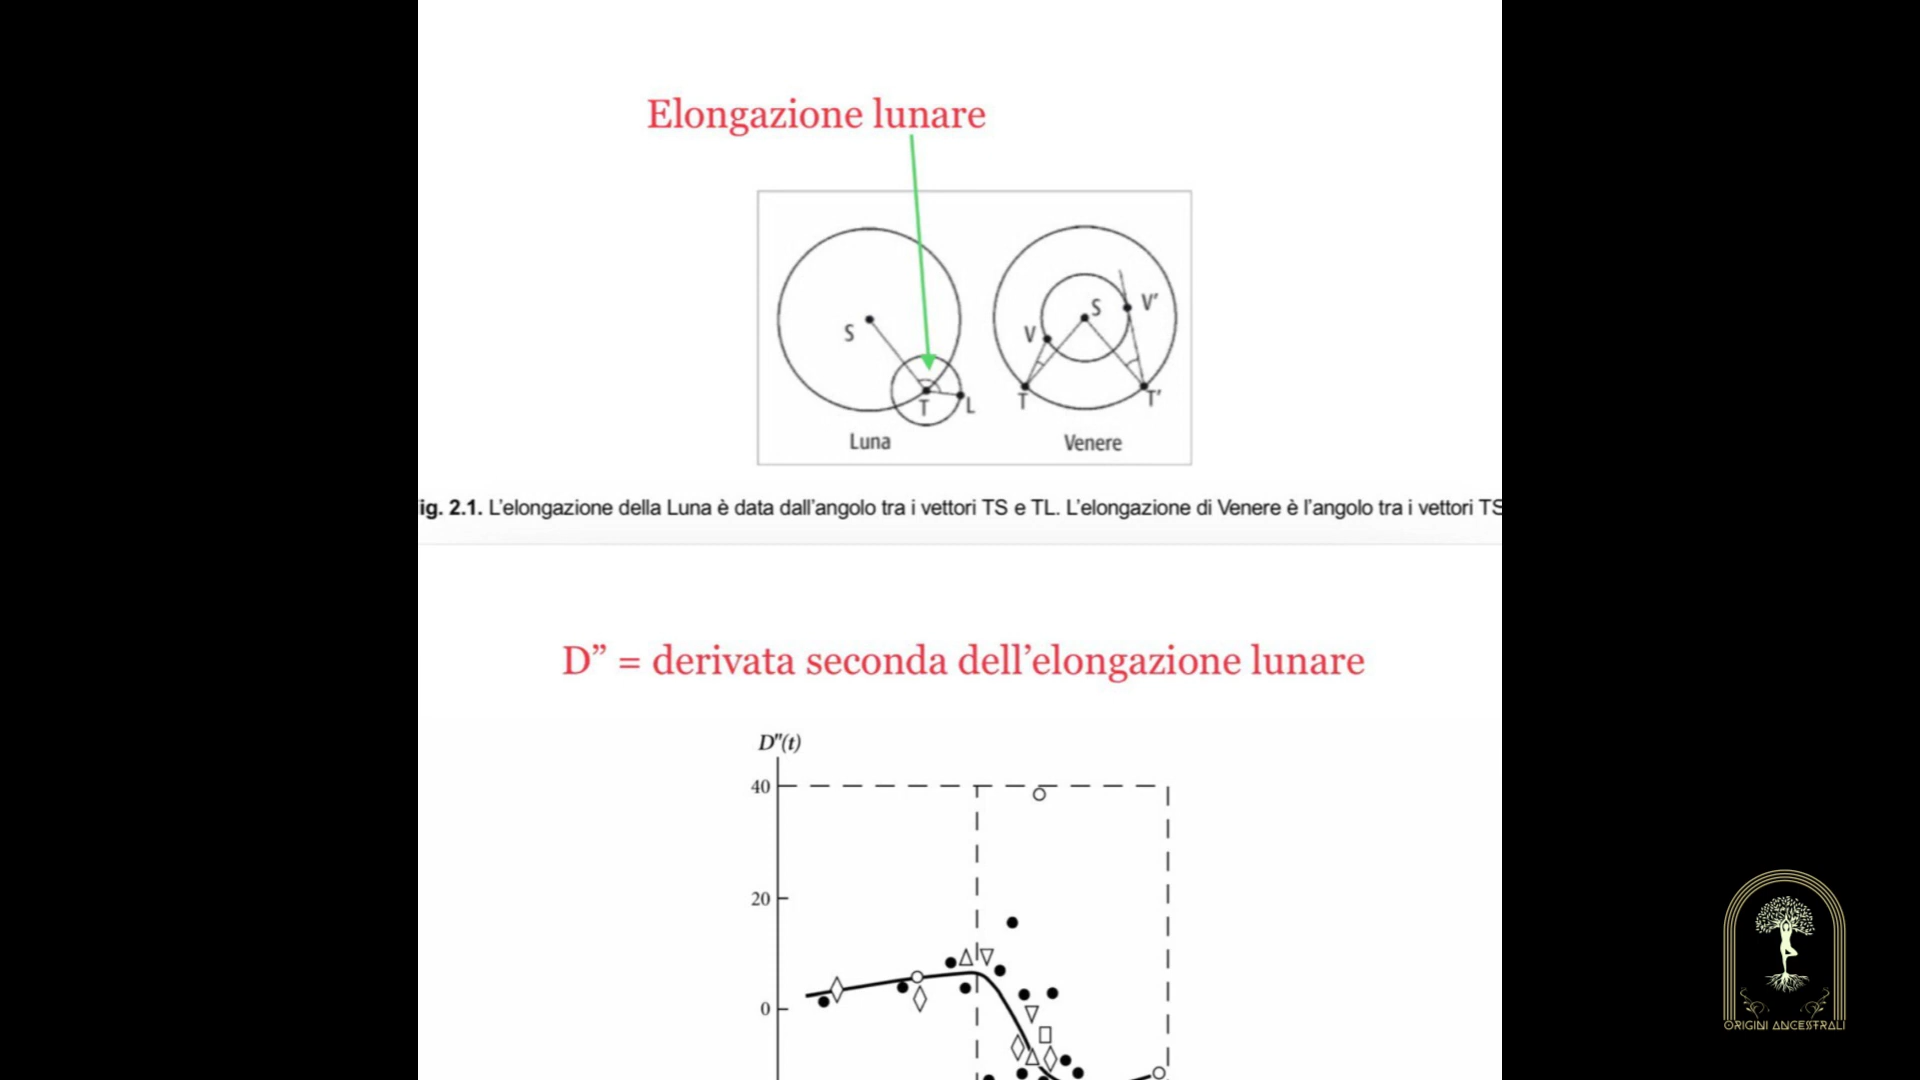 Elongazione lunare
S
T
L
Luna
S
V
V'
T
T'
Venere
ig. 2.1. L'elongazione della Luna è data dall'angolo tra i vettori TS e TL. L'elongazione di Venere è l'angolo tra i vettori TS
D” = derivata seconda dell’elongazione lunare
D"(t)
40
20
0
ORIGINI ANCESTRALI